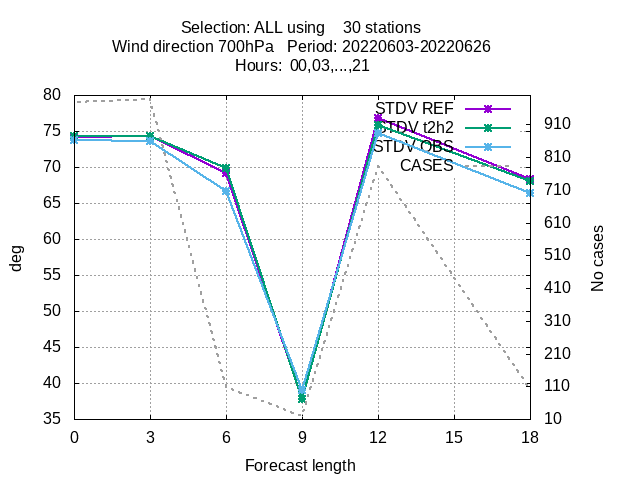 Selection: ALL using    30 stations
Wind direction 700hPa   Period: 20220603-20220626
Hours:  00,03,...,21
80
75
70
65
60
55
50
45
40
35
deg
STDV REF
STDV t2h2
STDV OBS
CASES
910
810
710
610
510
410
310
210
110
10
No cases
0 3 6 9 12 15 18
Forecast length